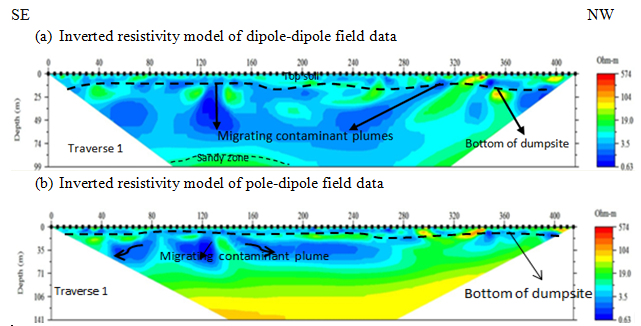 SE NW
(a) Inverted resistivity model of dipole-dipole field data
0 40 80 120 160 200 240 280 320 360 400
Ohm-m
0 Top soil 574
25 104
Depth (m) 49 19.0
Migrating contaminant plumes
Bottom of dumpsite
74 3.5
Traverse 1
Sandy zone
99 0.63
(b) Inverted resistivity model of pole-dipole field data
0 40 80 120 160 200 240 280 320 360 400
Ohm-m
0 574
35 104
Migrating contaminant plume
Depth (m) 71 19.0
Traverse 1
Bottom of dumpsite
106 3.5
141 0.63